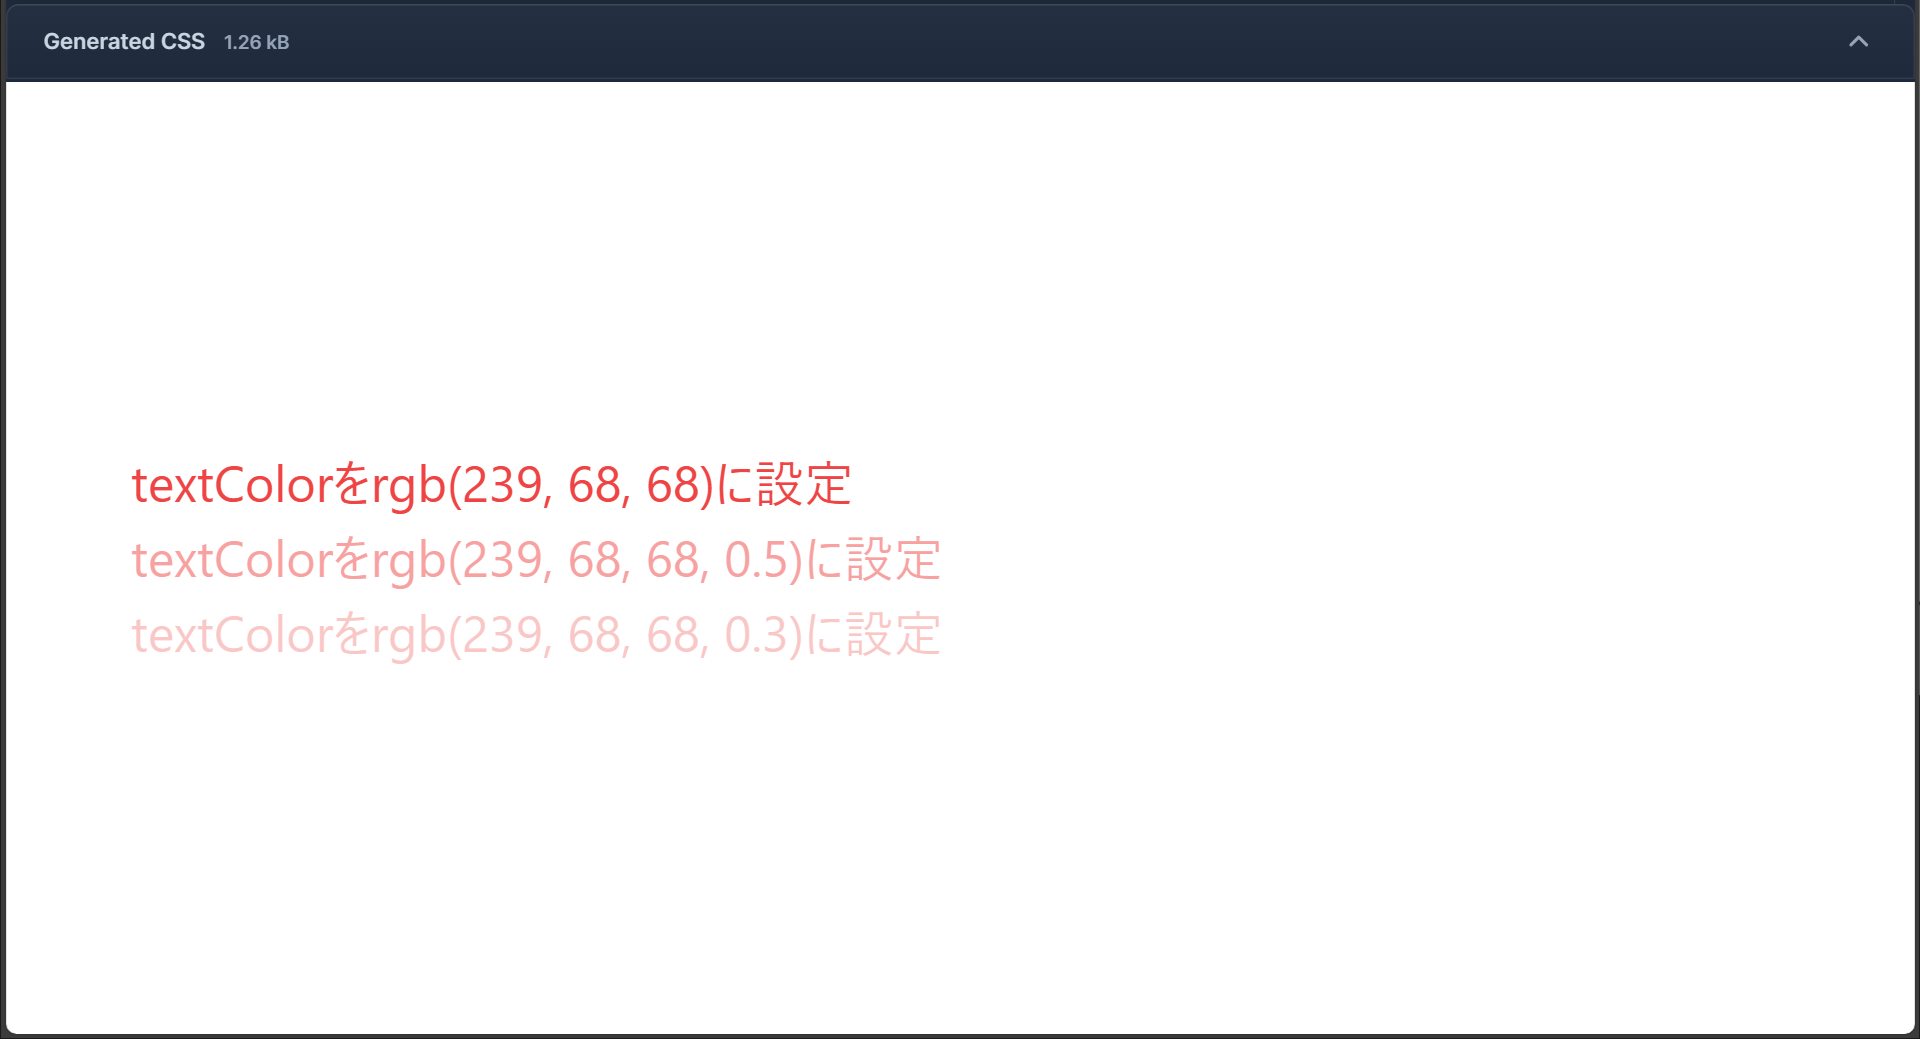 Generated CSS 1.26 kB
textColorをrgb(239, 68, 68)に設定
textColorをrgb(239, 68, 68, 0.5)に設定
textColorをrgb(239, 68, 68, 0.3)に設定